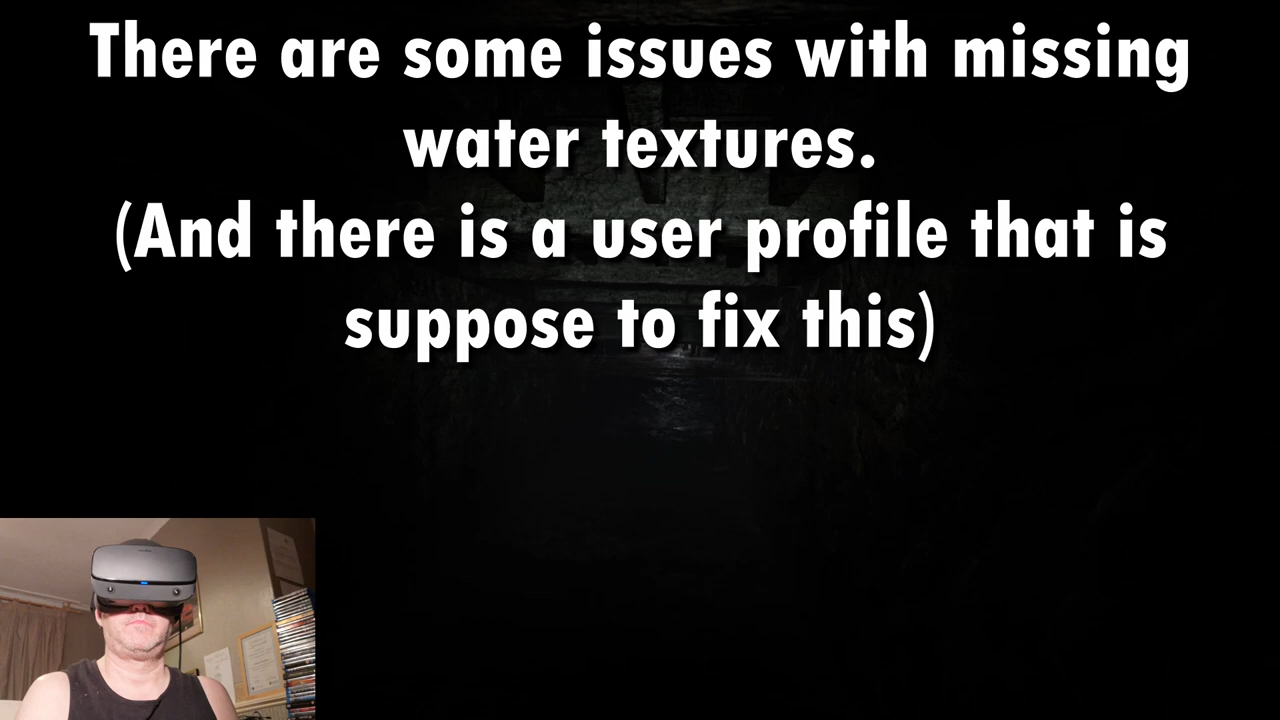 There are some issues with missing
water textures.
(And there is a user profile that is
suppose to fix this)